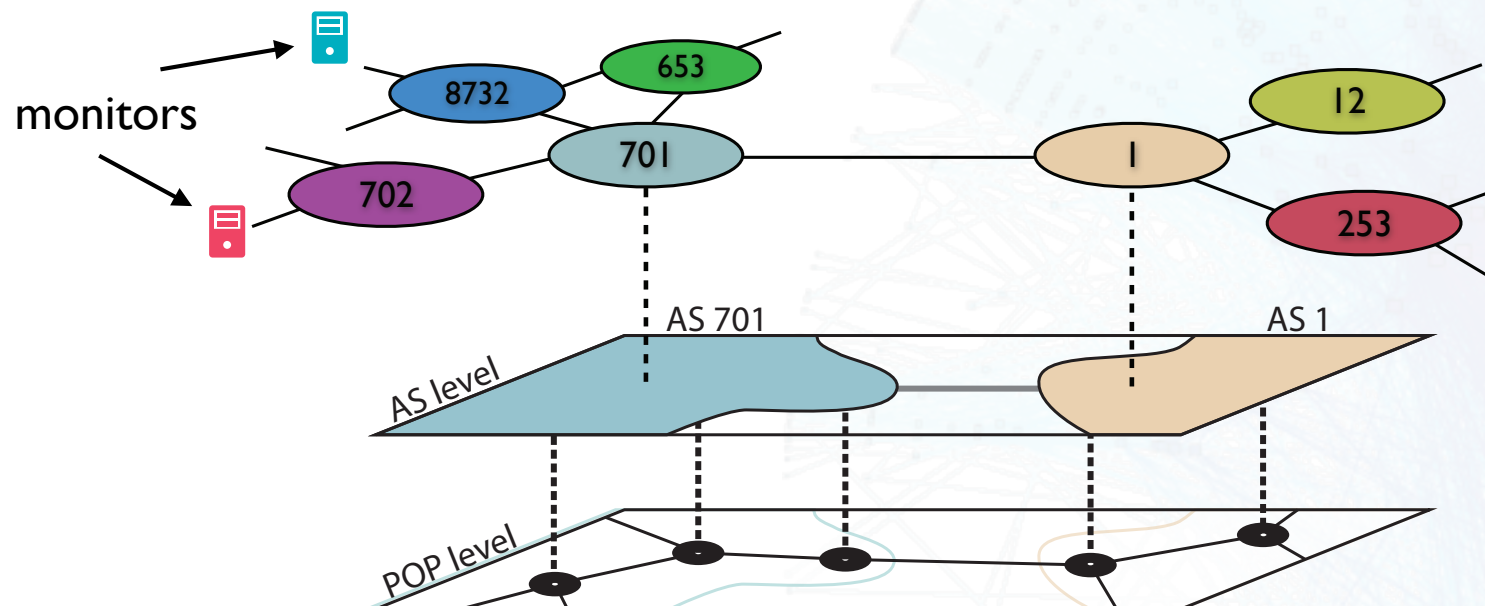 653
8732
12
monitors
701
1
702
253
AS 701
AS 1
AS level
POP level